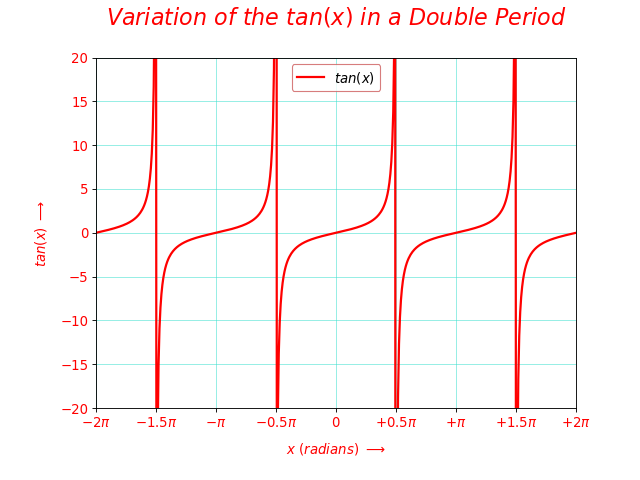 Variation of the tan(x) in a Double Period
tan(x)
20
15
10
5
0
−5
−10
−15
−20
tan(x) ⟶
−2π −1.5π −π −0.5π 0 +0.5π +π +1.5π +2π
x (radians) ⟶